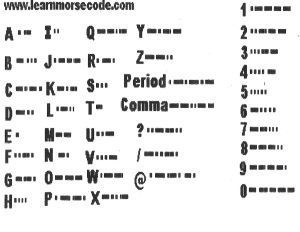 www.learnmorsecode.com
A I Q Y 1
B J R Z 2
C K S Period 3
D L T Comma 4
E M U ? 5
F N V / 6
G O W @ 7
H P X 8
9
0